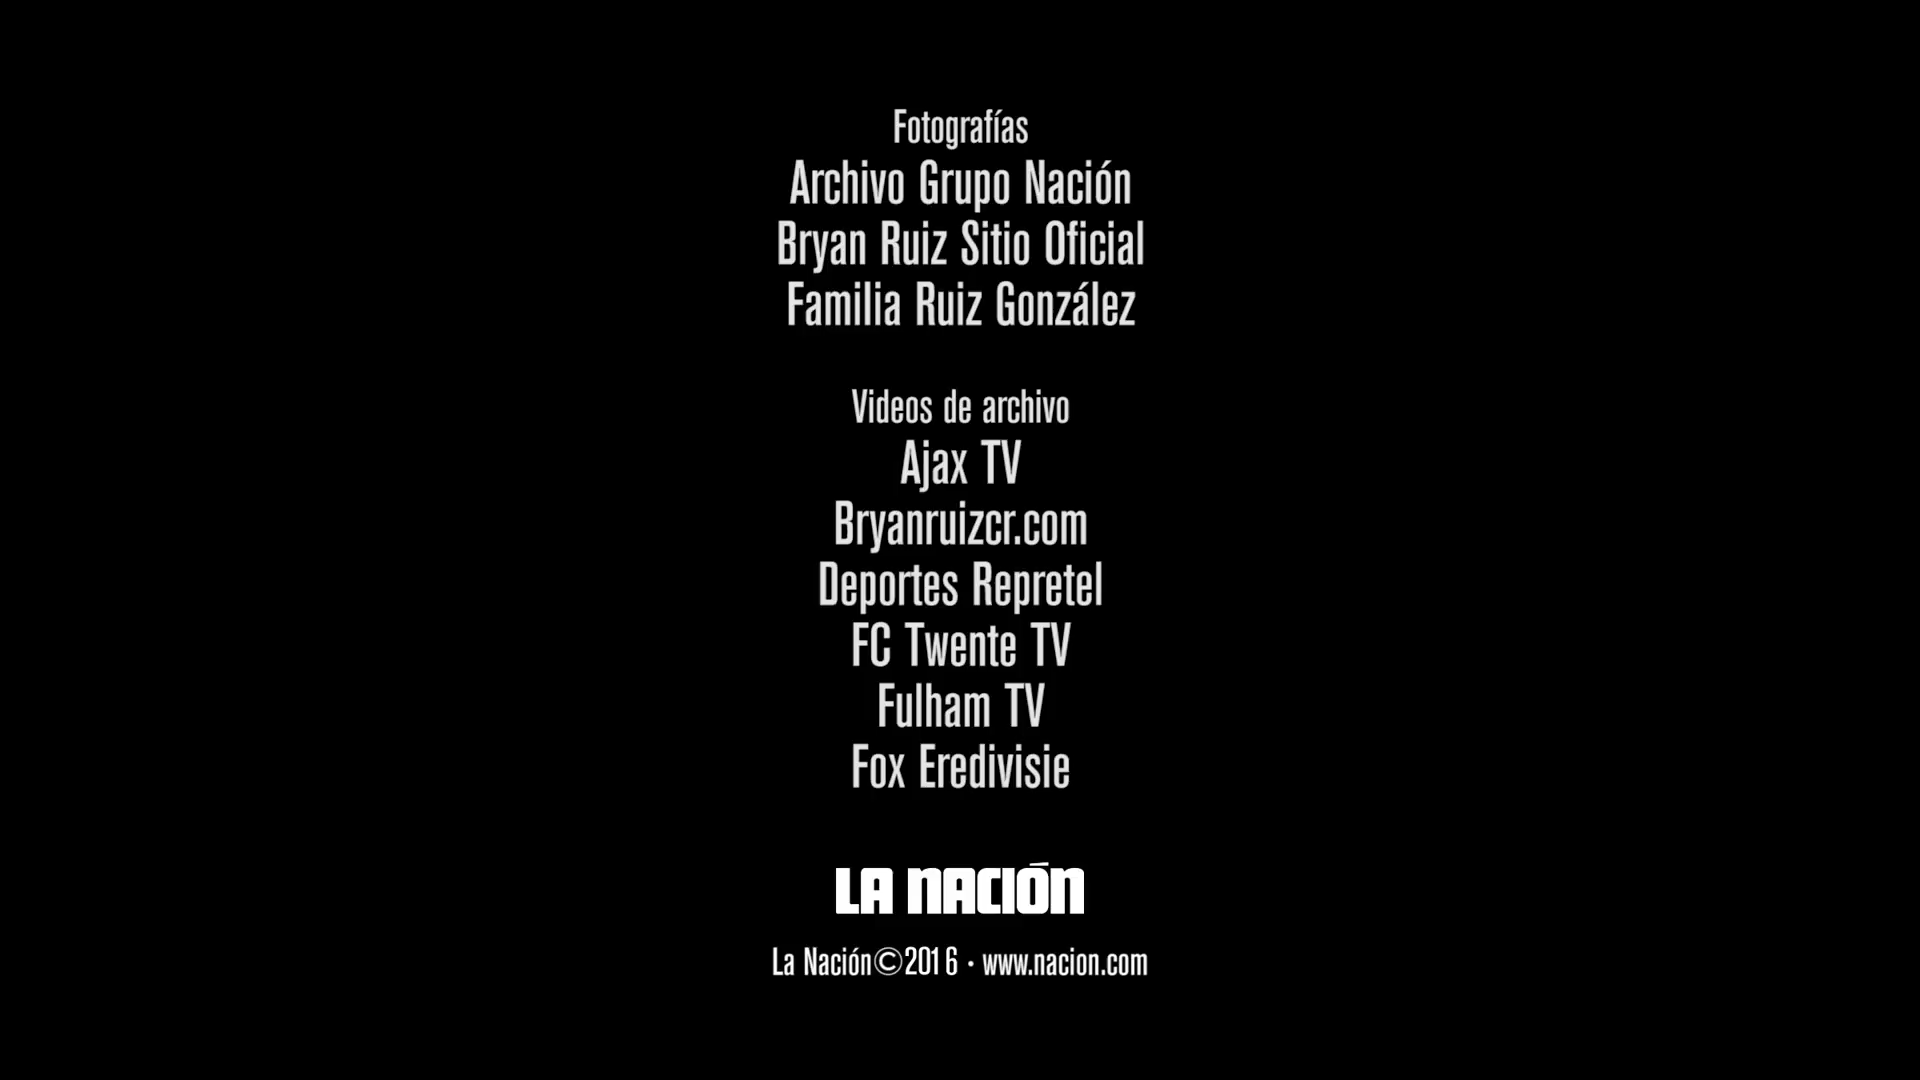 Fotografías
Archivo Grupo Nación
Bryan Ruiz Sitio Oficial
Familia Ruiz González
Videos de archivo
Ajax TV
Bryanruizcr.com
Deportes Repretel
FC Twente TV
Fulham TV
Fox Eredivisie
LA NACIÓN
La Nación©2016 · www.nacion.com